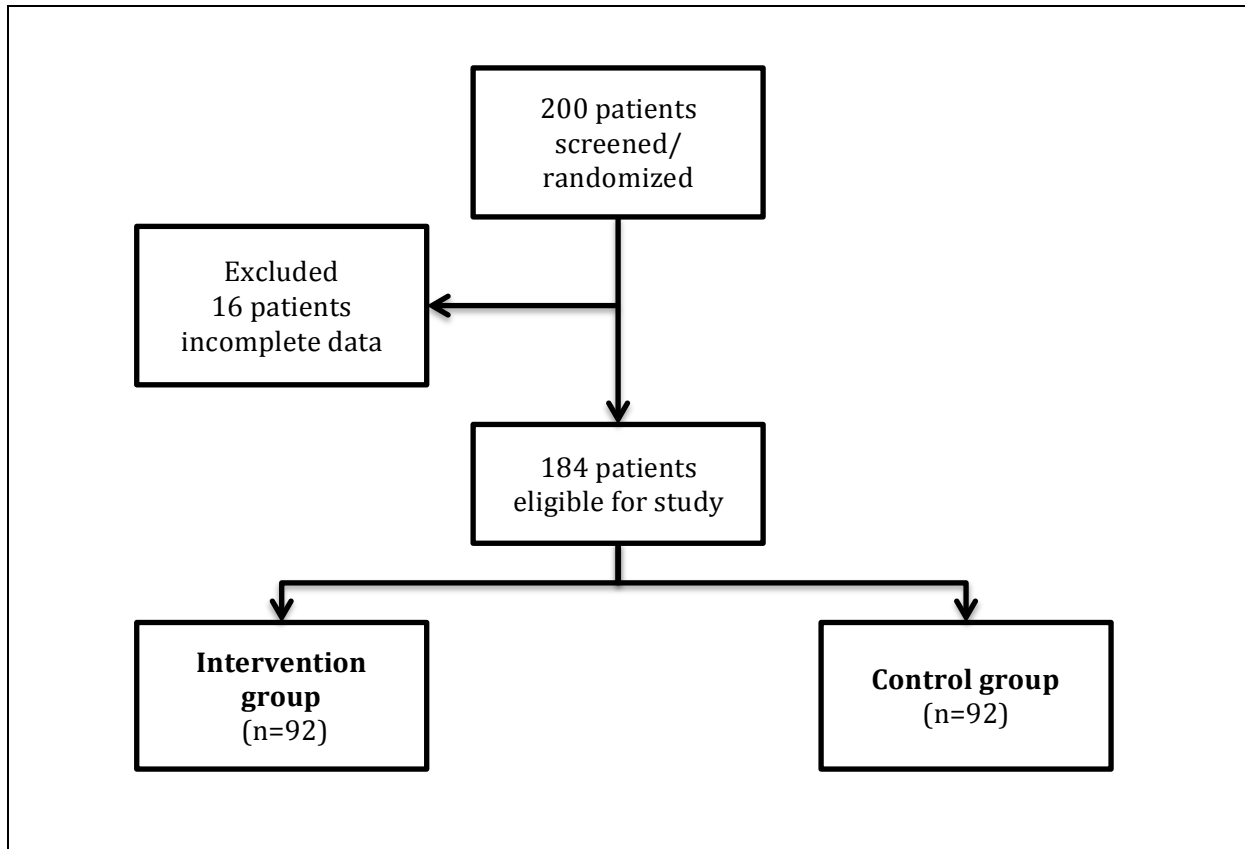 200 patients
screened/
randomized
Excluded
16 patients
incomplete data
184 patients
eligible for study
Intervention
group
(n=92)
Control group
(n=92)